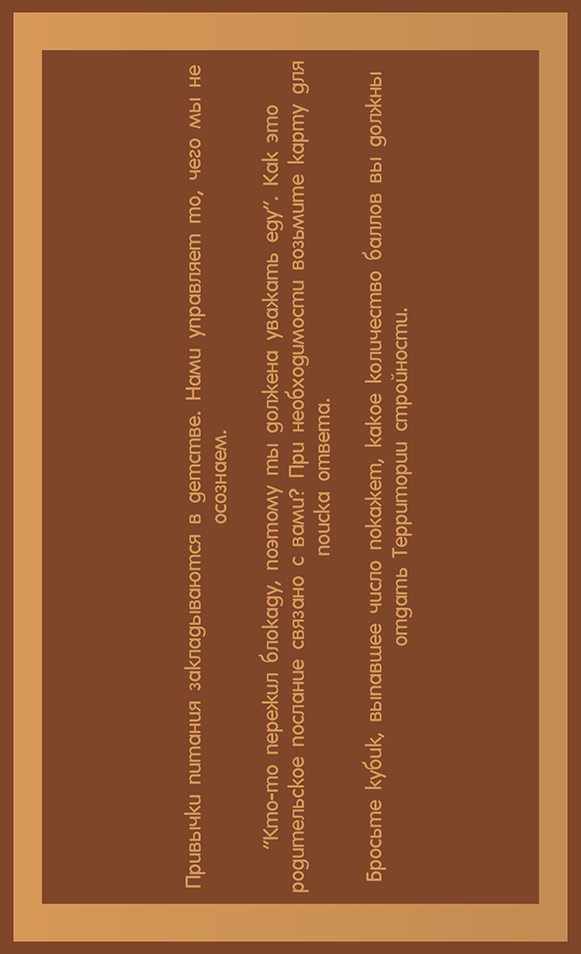 Привычки питания закладываются в детстве. Нами управляет то, чего мы не
осознаем.
"Кто-то пережил блокаду, поэтому ты должена уважать еду". Как это
родительское послание связано с вами? При необходимости возьмите карту для
поиска ответа.
Бросьте кубик, выпавшее число покажет, какое количество баллов вы должны
отдать Территории стройности.